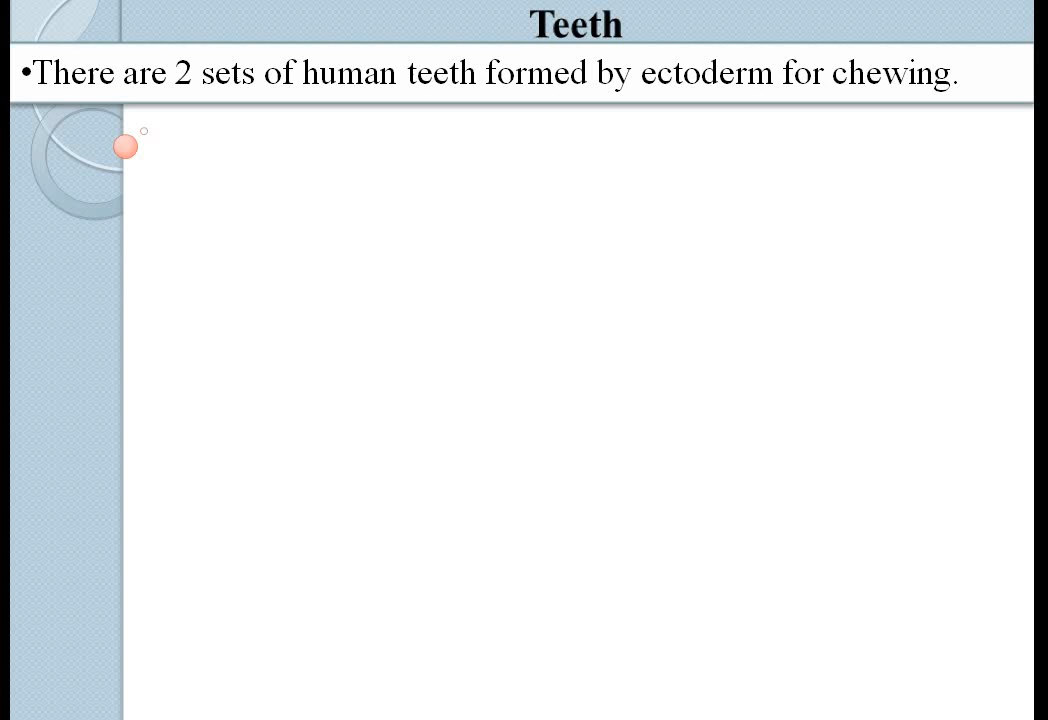 Teeth
•There are 2 sets of human teeth formed by ectoderm for chewing.